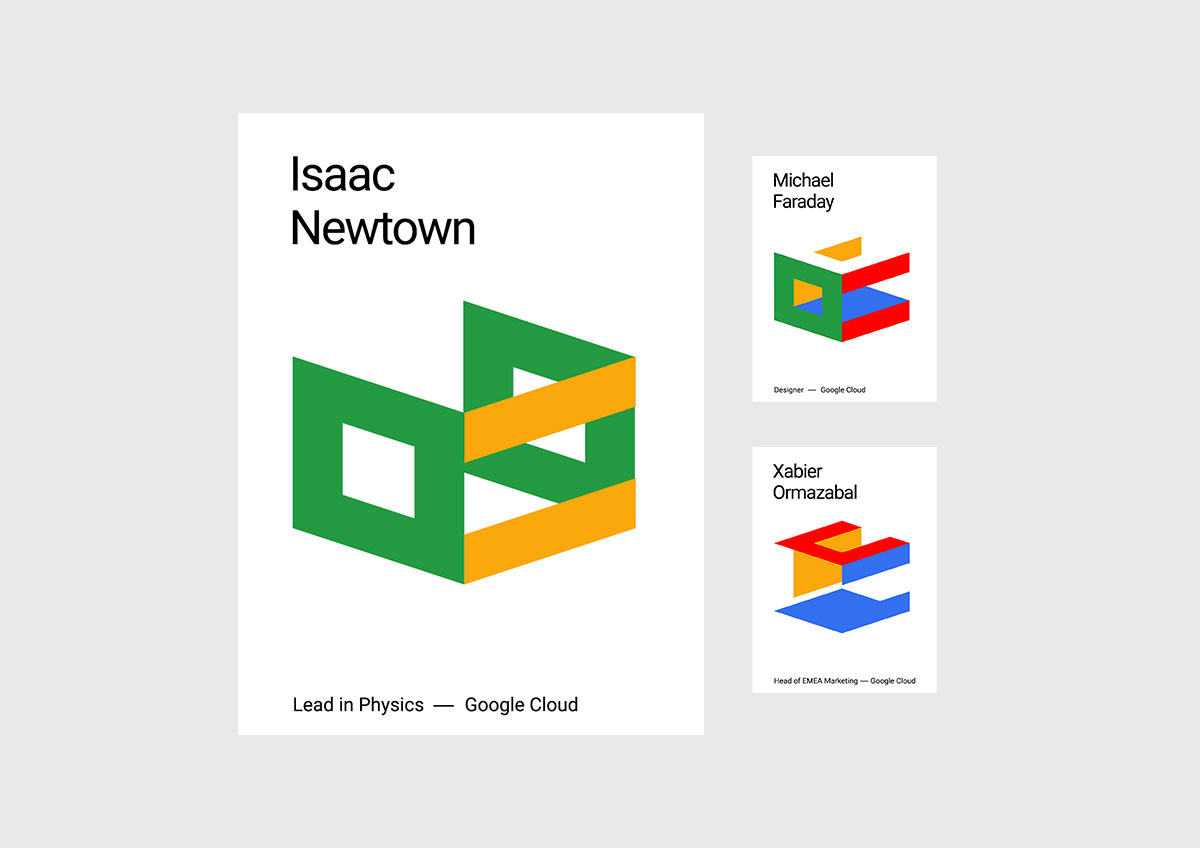 Isaac
Newtown
Lead in Physics — Google Cloud
Michael
Faraday
Designer — Google Cloud
Xabier
Ormazabal
Head of EMEA Marketing — Google Cloud